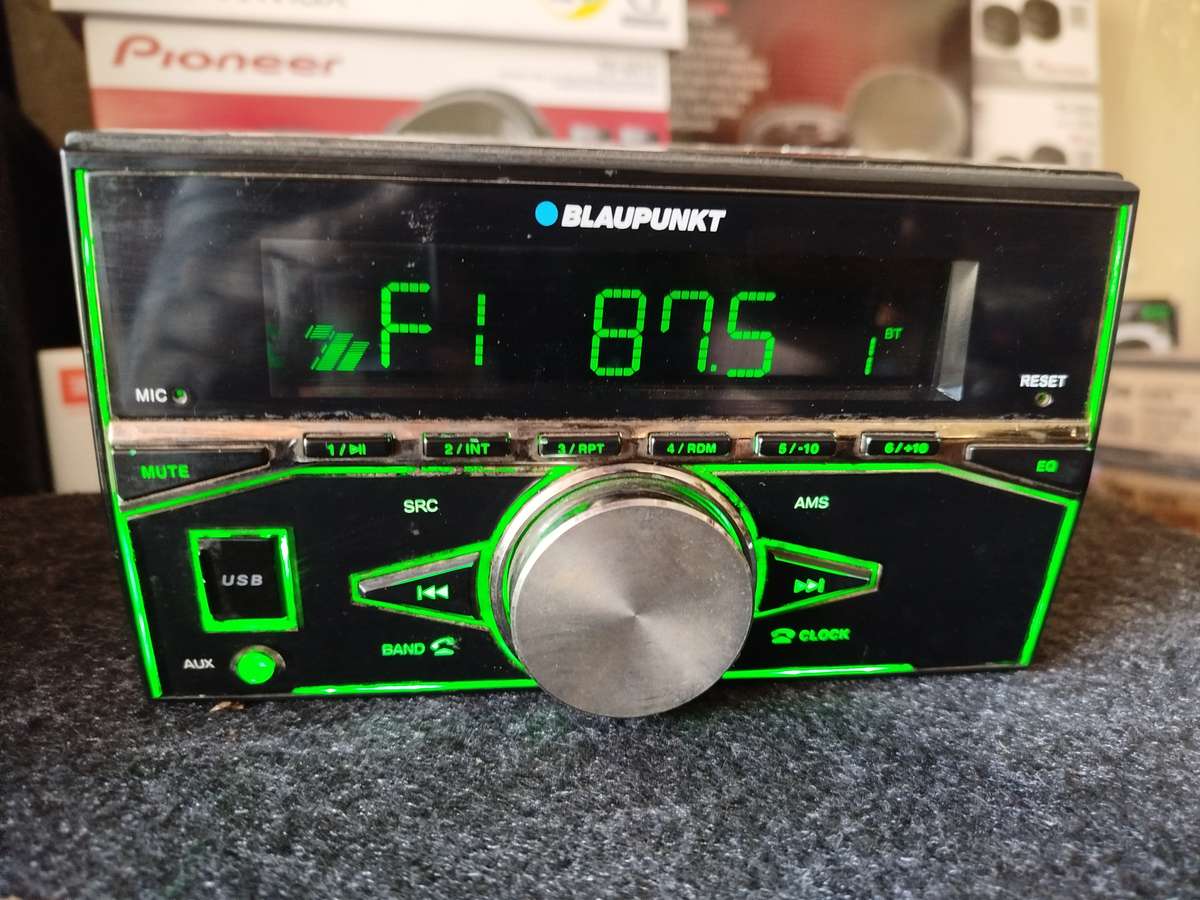 Pioneer
BLAUPUNKT
F1 87.5 1 BT
MIC
RESET
1 / ▶II 2 / INT 3 / RPT 4 / RDM 5 / -10 6 / +10
MUTE EQ
SRC AMS
USB
BAND CLOCK
AUX